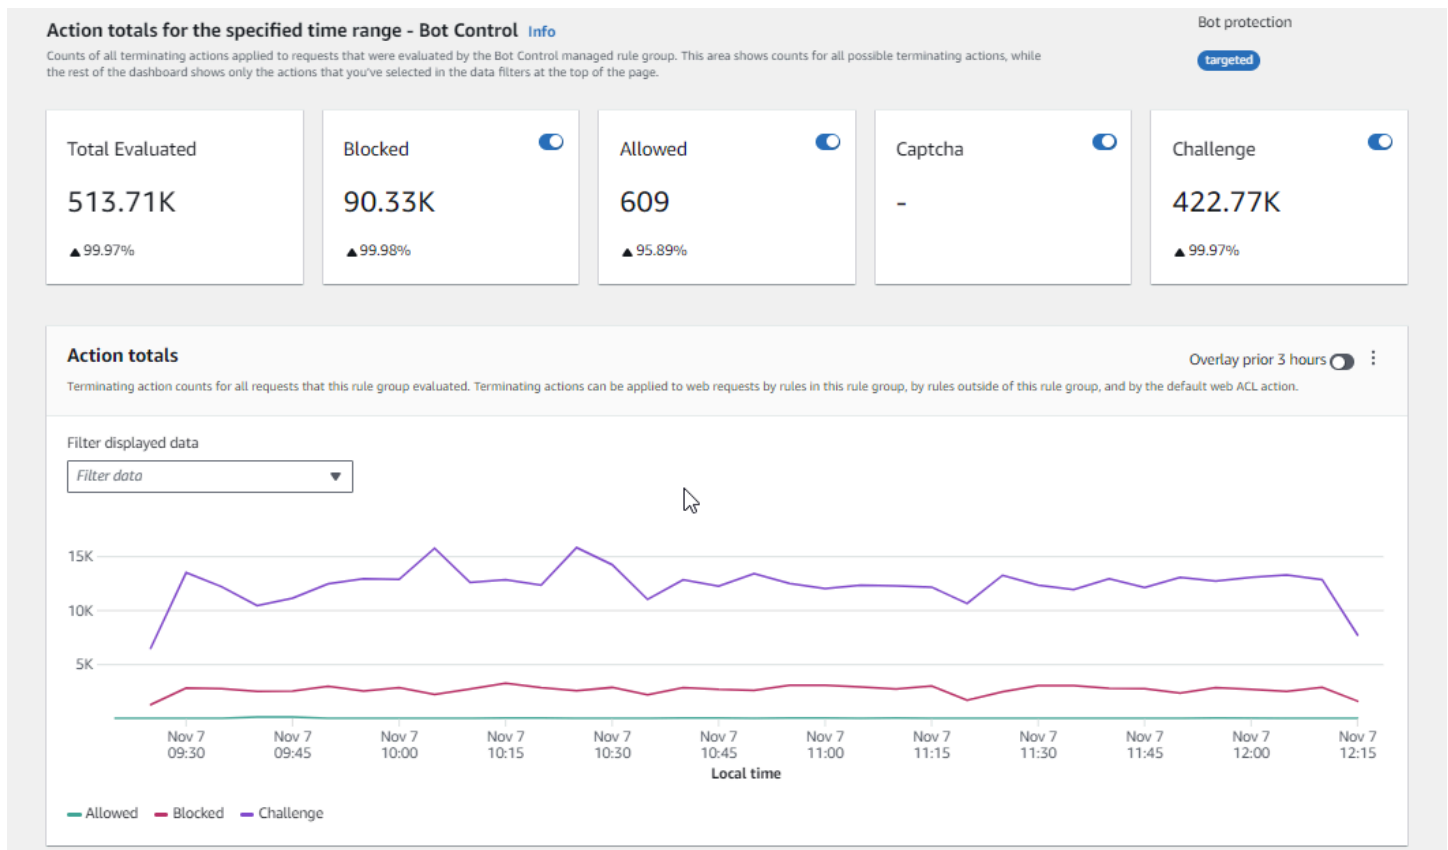 Action totals for the specified time range - Bot Control Info
Counts of all terminating actions applied to requests that were evaluated by the Bot Control managed rule group. This area shows counts for all possible terminating actions, while
the rest of the dashboard shows only the actions that you've selected in the data filters at the top of the page.
Bot protection
targeted
Total Evaluated
513.71K
▲ 99.97%
Blocked
90.33K
▲ 99.98%
Allowed
609
▲ 95.89%
Captcha
-
Challenge
422.77K
▲ 99.97%
Action totals
Overlay prior 3 hours
Terminating action counts for all requests that this rule group evaluated. Terminating actions can be applied to web requests by rules in this rule group, by rules outside of this rule group, and by the default web ACL action.
Filter displayed data
Filter data
15K
10K
5K
Nov 7 Nov 7 Nov 7 Nov 7 Nov 7 Nov 7 Nov 7 Nov 7 Nov 7 Nov 7 Nov 7 Nov 7
09:30 09:45 10:00 10:15 10:30 10:45 11:00 11:15 11:30 11:45 12:00 12:15
Local time
Allowed Blocked Challenge